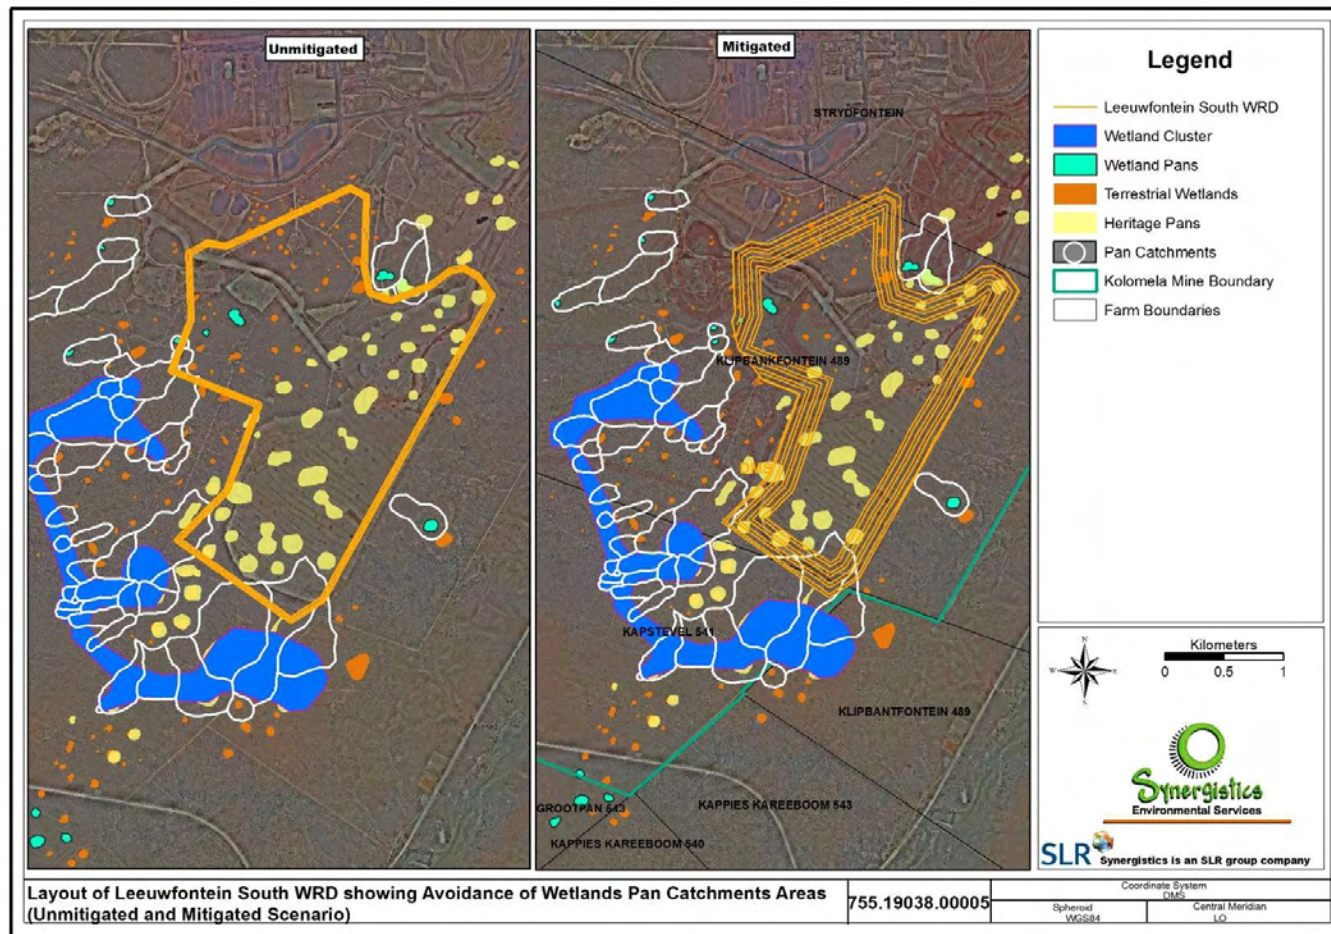 Unmitigated
Mitigated
STRYDFONTEIN
KLIPBANKFONTEIN 489
DMS
KAPSTEVEL 541
KLIPBANTFONTEIN 489
GROOTPAN 543
KAPPIES KAREEBOOM 543
KAPPIES KAREEBOOM 540
Legend
Leeuwfontein South WRD
Wetland Cluster
Wetland Pans
Terrestrial Wetlands
Heritage Pans
Pan Catchments
Kolomela Mine Boundary
Farm Boundaries
N
W E
S
Kilometers
0 0.5 1
Synergistics
Environmental Services
SLR Synergistics is an SLR group company
Layout of Leeuwfontein South WRD showing Avoidance of Wetlands Pan Catchments Areas
(Unmitigated and Mitigated Scenario)
755.19038.00005
Coordinate System
DMS
Spheroid
WGS84
Central Meridian
LO